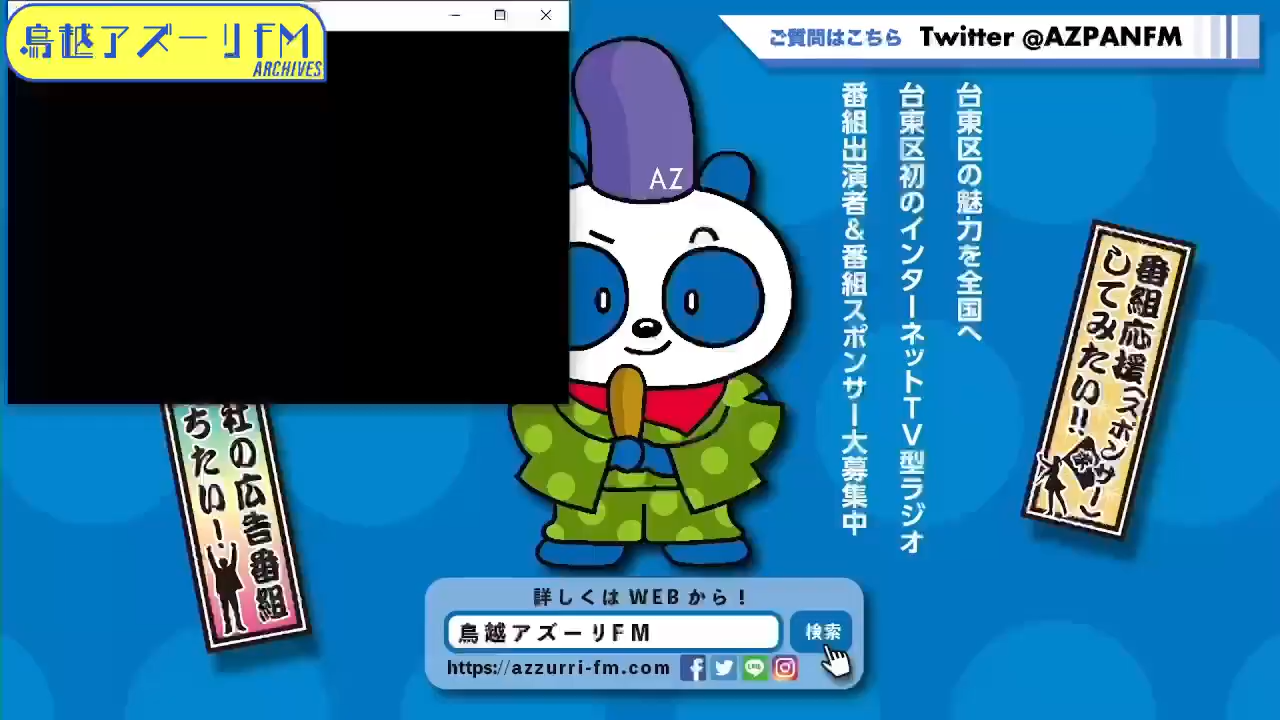 鳥越アズーリFM
ARCHIVES
ご質問はこちら Twitter @AZPANFM
AZ
台東区の魅力を全国へ
台東区初のインターネットTV型ラジオ
番組出演者&番組スポンサー大募集中
番組応援(スポンサー)
してみたい!!
社の広告番組
ちたい!
詳しくはWEBから!
鳥越アズーリFM
検索
https://azzurri-fm.com
LINE